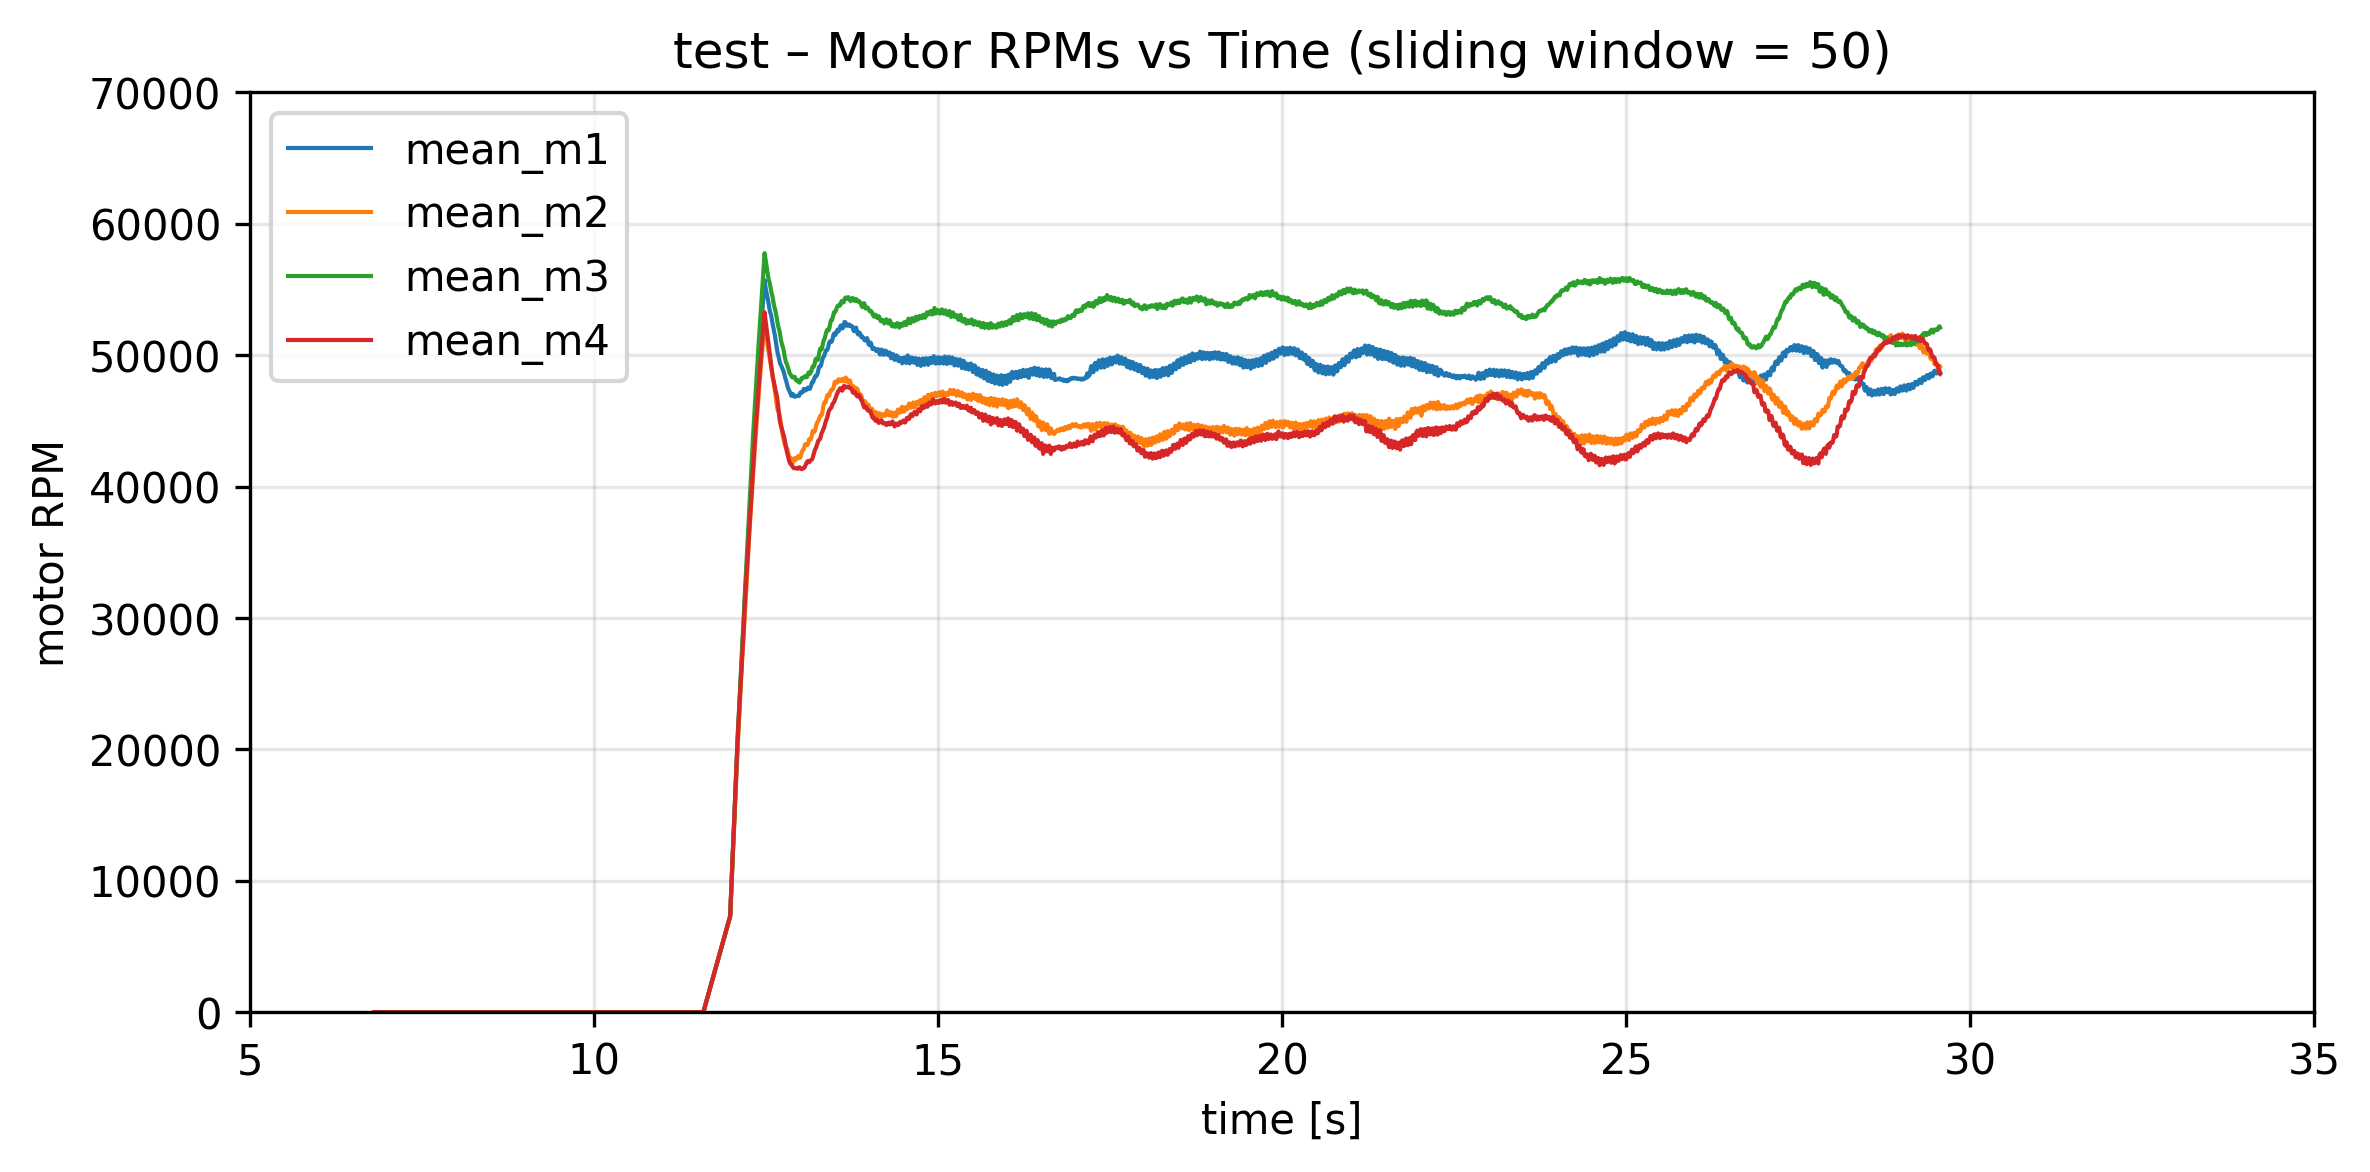 test – Motor RPMs vs Time (sliding window = 50)
70000
60000
50000
40000
30000
20000
10000
0
motor RPM
mean_m1
mean_m2
mean_m3
mean_m4
5 10 15 20 25 30 35
time [s]